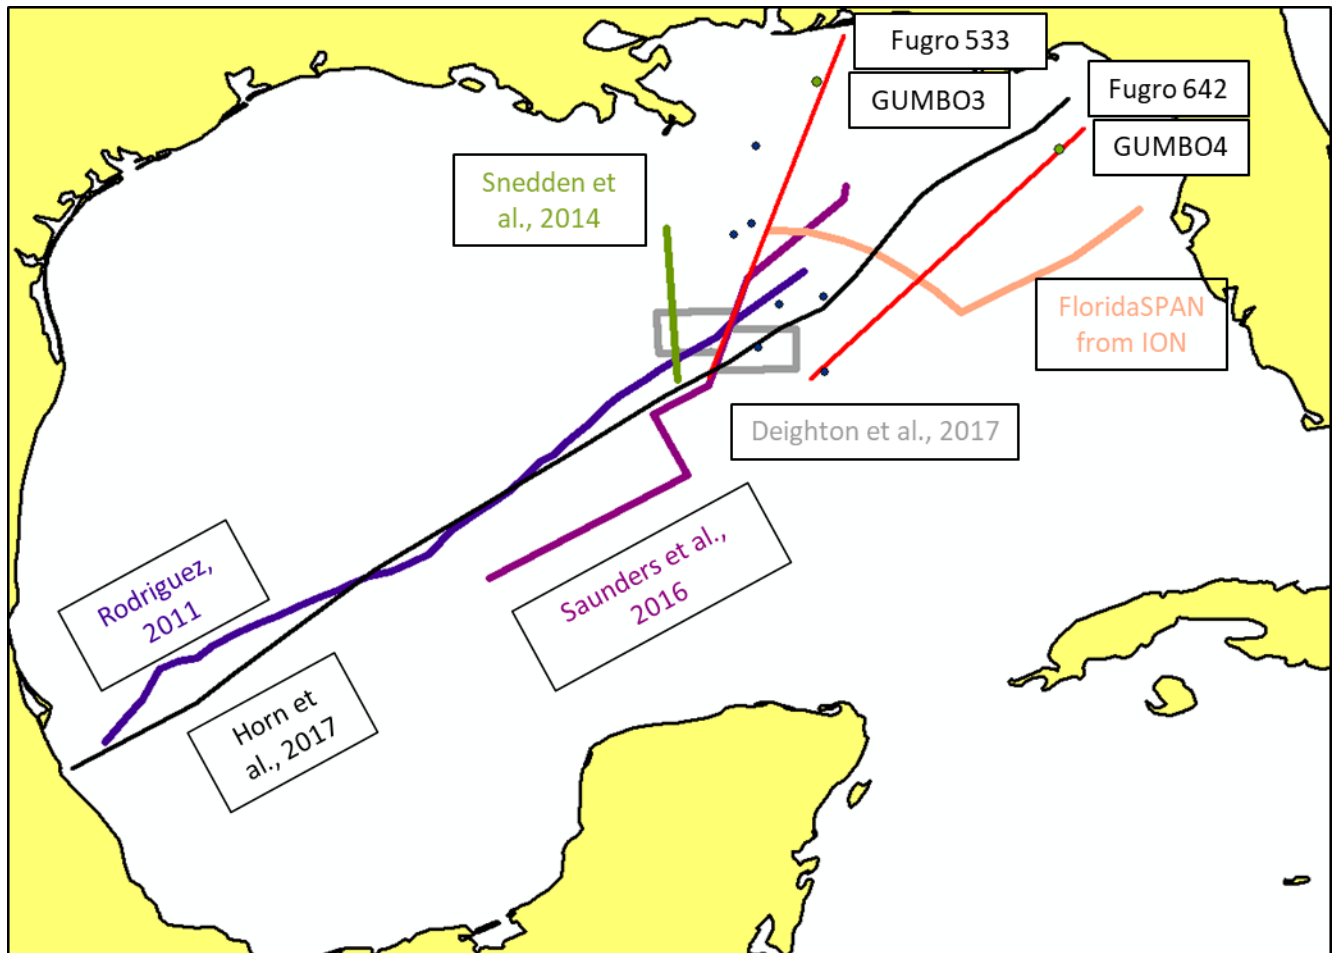 Fugro 533
GUMBO3
Fugro 642
GUMBO4
Snedden et
al., 2014
FloridaSPAN
from ION
Deighton et al., 2017
Saunders et al.,
2016
Rodriguez,
2011
Horn et
al., 2017